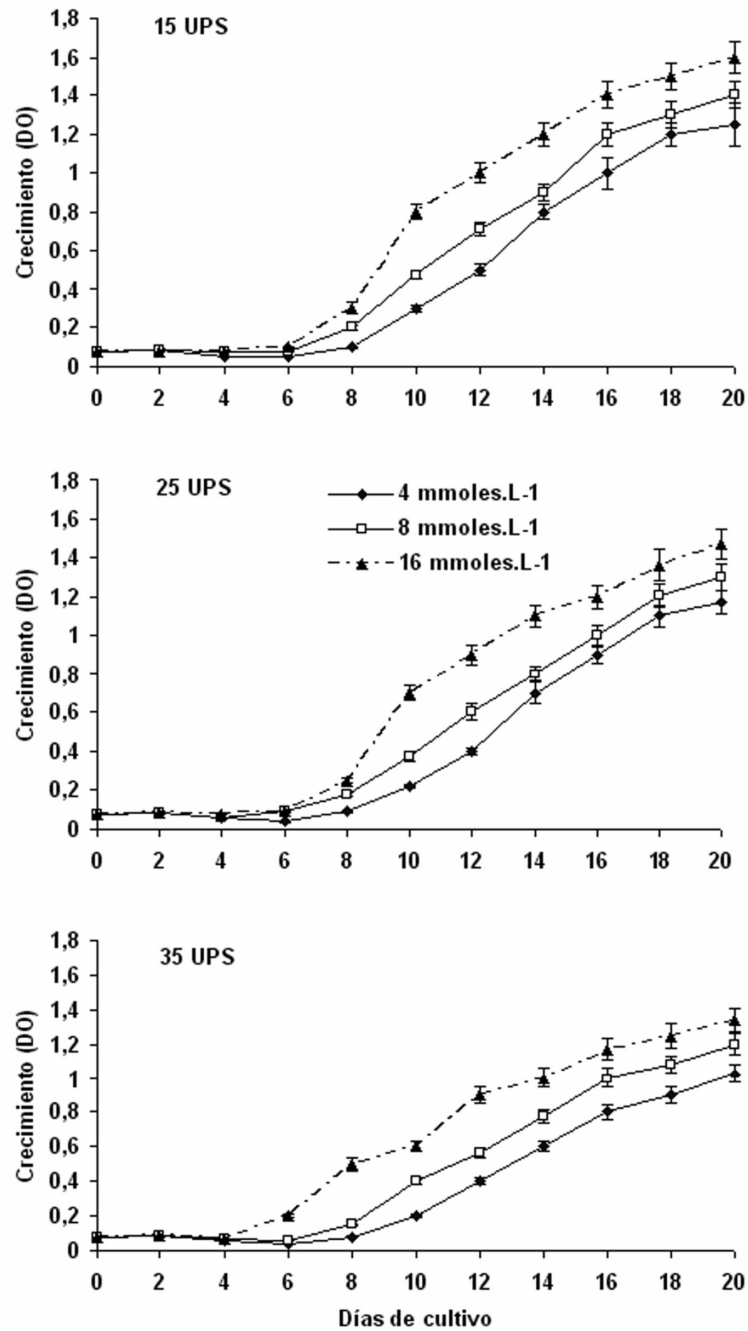 15 UPS
Crecimiento (DO)
1,8
1,6
1,4
1,2
1
0,8
0,6
0,4
0,2
0
0 2 4 6 8 10 12 14 16 18 20
25 UPS
4 mmoles.L-1
8 mmoles.L-1
16 mmoles.L-1
Crecimiento (DO)
1,8
1,6
1,4
1,2
1
0,8
0,6
0,4
0,2
0
0 2 4 6 8 10 12 14 16 18 20
35 UPS
Crecimiento (DO)
1,8
1,6
1,4
1,2
1
0,8
0,6
0,4
0,2
0
0 2 4 6 8 10 12 14 16 18 20
Días de cultivo